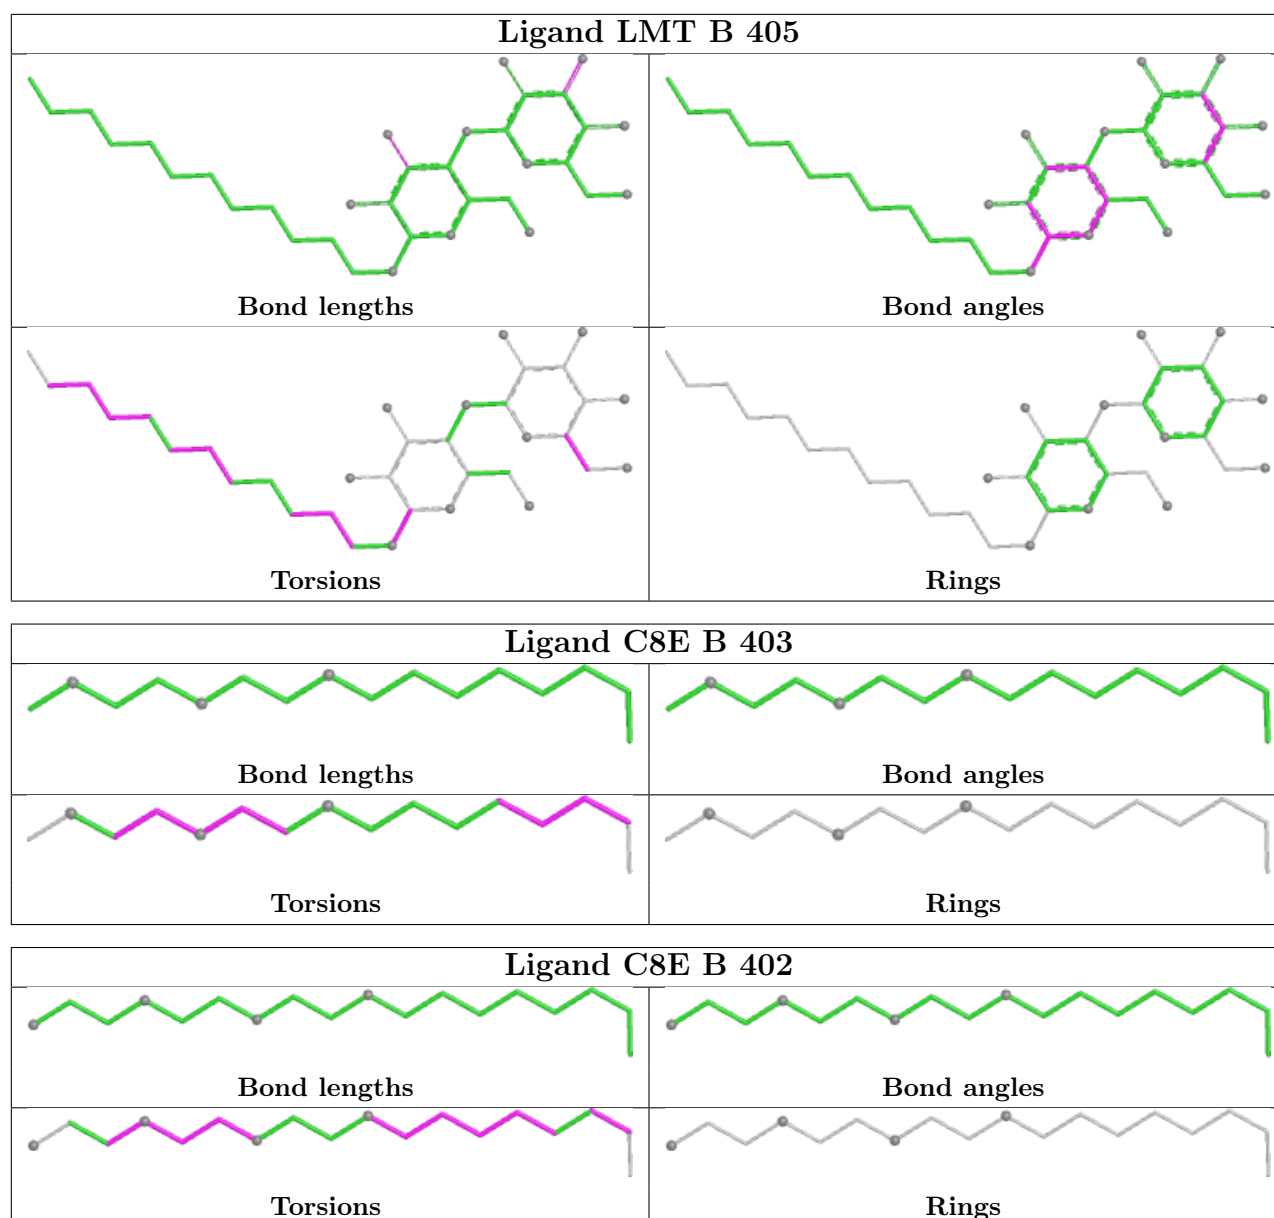 Ligand LMT B 405
Bond lengths
Bond angles
Torsions
Rings
Ligand C8E B 403
Bond lengths
Bond angles
Torsions
Rings
Ligand C8E B 402
Bond lengths
Bond angles
Torsions
Rings